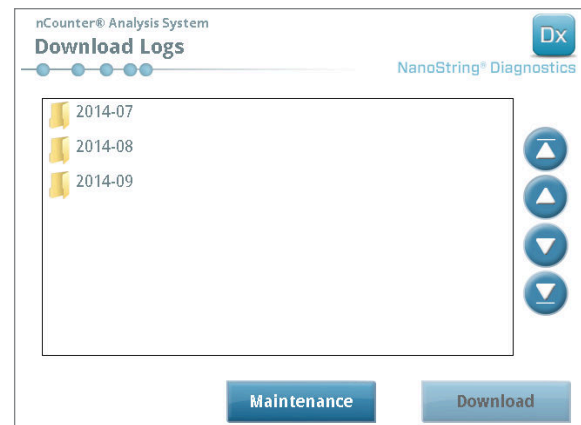 nCounter® Analysis System
Download Logs
Dx
NanoString® Diagnostics
2014-07
2014-08
2014-09
Maintenance
Download